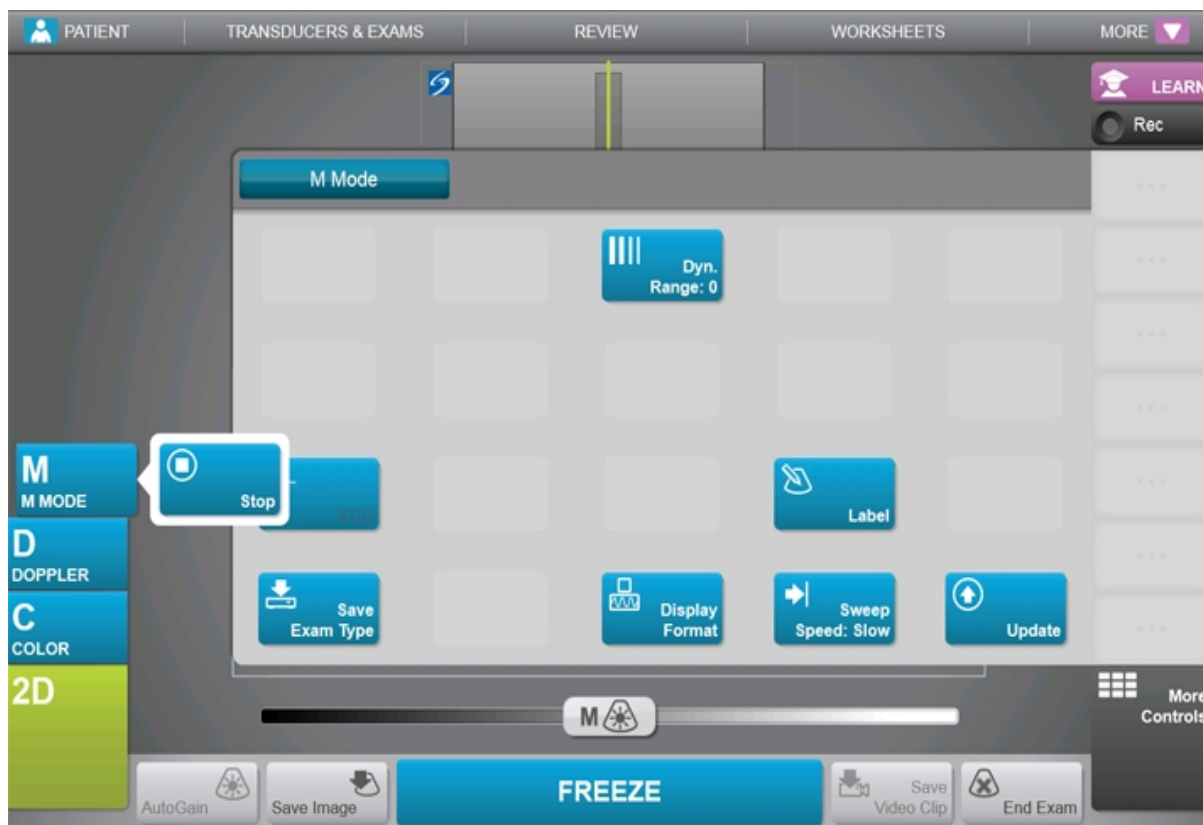 PATIENT
TRANSDUCERS & EXAMS
REVIEW
WORKSHEETS
MORE
LEARN
Rec
M Mode
Dyn.
Range: 0
M
M MODE
Stop
ECG
Label
D
DOPPLER
C
COLOR
Save
Exam Type
Display
Format
Sweep
Speed: Slow
Update
2D
M
More
Controls
AutoGain
Save Image
FREEZE
Save
Video Clip
End Exam